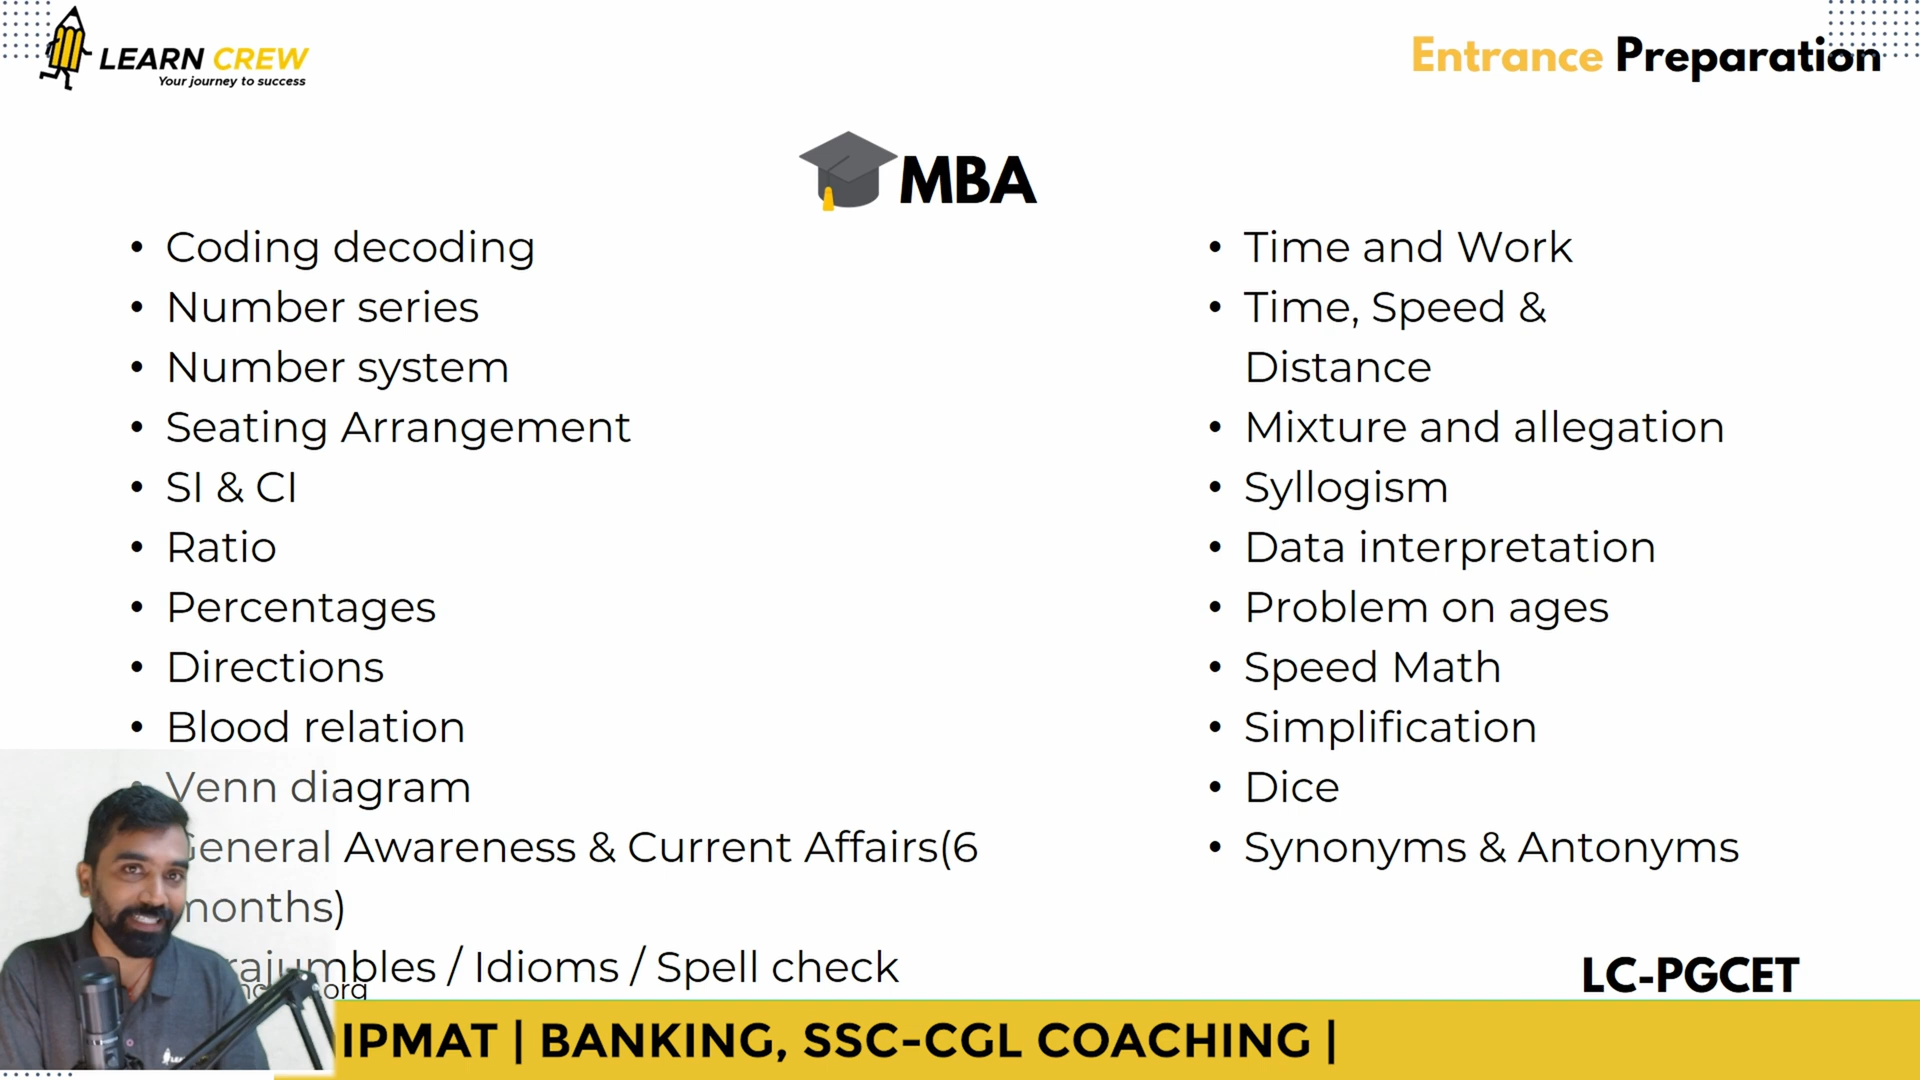 LEARN CREW
Your journey to success
Entrance Preparation
MBA
• Coding decoding
• Number series
• Number system
• Seating Arrangement
• SI & CI
• Ratio
• Percentages
• Directions
• Blood relation
• Venn diagram
General Awareness & Current Affairs(6
months)
/ Idioms / Spell check
• Time and Work
• Time, Speed &
Distance
• Mixture and allegation
• Syllogism
• Data interpretation
• Problem on ages
• Speed Math
• Simplification
• Dice
• Synonyms & Antonyms
LC-PGCET
IPMAT | BANKING, SSC-CGL COACHING |